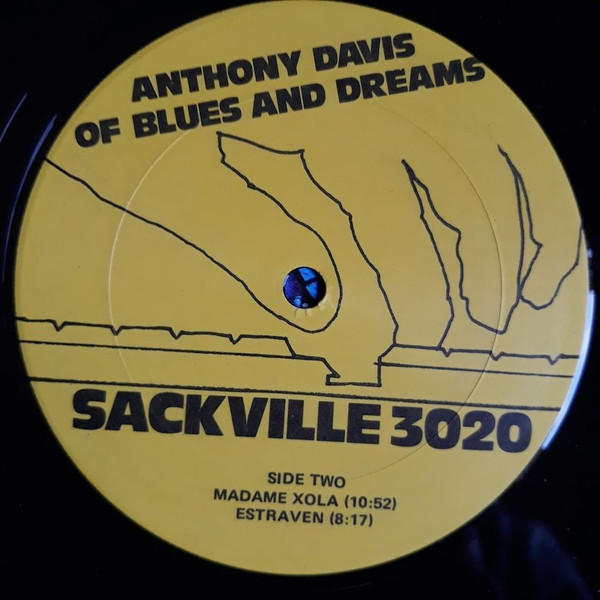 ANTHONY DAVIS
OF BLUES AND DREAMS
SACKVILLE 3020
SIDE TWO
MADAME XOLA (10:52)
ESTRAVEN (8:17)